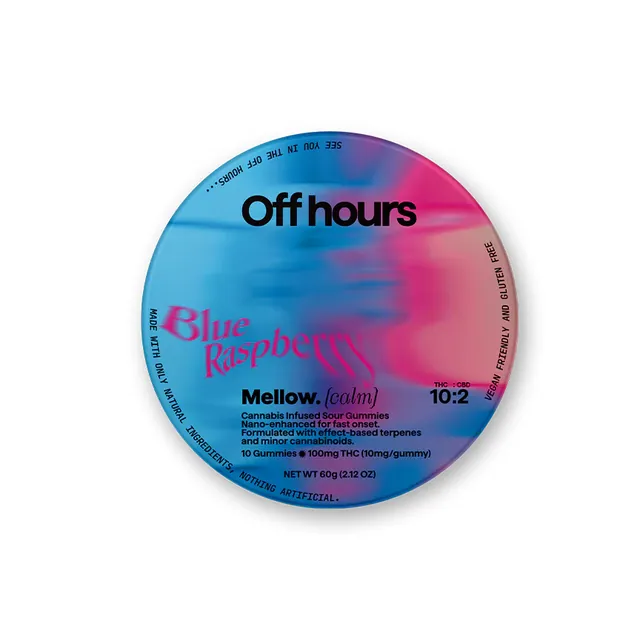 SEE YOU IN THE OFF HOURS...
Off hours
Blue
Raspberry
VEGAN FRIENDLY AND GLUTEN FREE
MADE WITH ONLY NATURAL INGREDIENTS, NOTHING ARTIFICIAL.
Mellow. {calm}
THC : CBD
10:2
Cannabis Infused Sour Gummies
Nano-enhanced for fast onset.
Formulated with effect-based terpenes
and minor cannabinoids.
10 Gummies ● 100mg THC (10mg/gummy)
NET WT 60g (2.12 OZ)